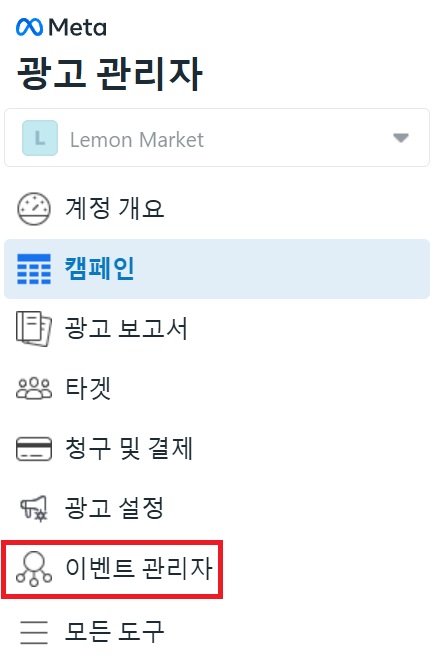 Meta
광고 관리자
L Lemon Market
계정 개요
캠페인
광고 보고서
타겟
청구 및 결제
광고 설정
이벤트 관리자
모든 도구